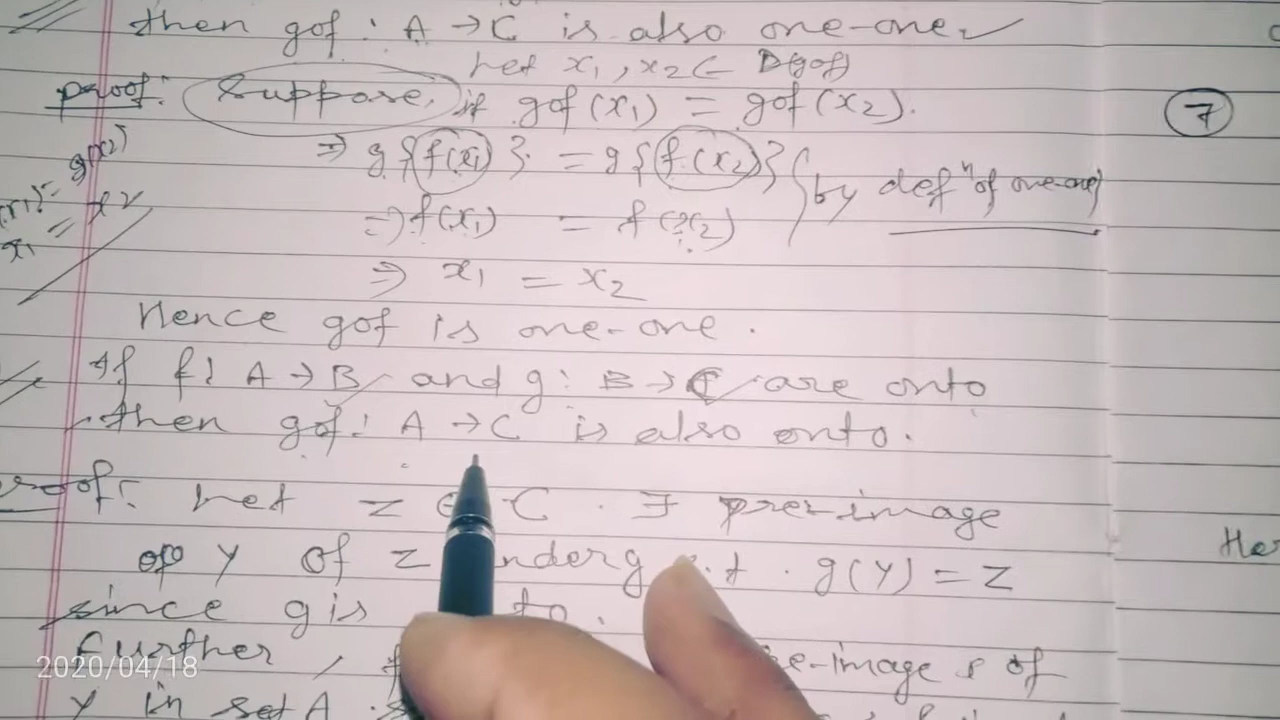 then gof : A → C is also one-one
Let x1, x2 ∈ D(gof)
proof: Suppose, if gof(x1) = gof(x2).
7
⇒ g{f(x1)} = g{f(x2)}
by defn of one-one
g(x2)
⇒ f(x1) = f(x2)
x1 = x2
⇒ x1 = x2
Hence gof is one-one.
If f: A → B and g: B → C are onto
then gof: A → C is also onto.
Proof: Let z ∈ C. ∃ pre-image
Y of z under g s.t. g(Y) = Z
since g is onto.
Further, pre-image s of
Y in set A.
2020/04/18